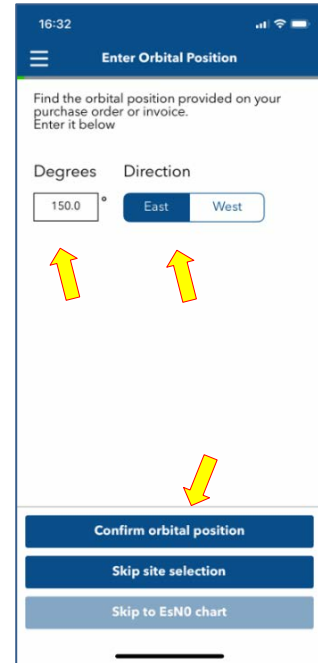 16:32
Enter Orbital Position
Find the orbital position provided on your
purchase order or invoice.
Enter it below
Degrees Direction
150.0 ° East West
Confirm orbital position
Skip site selection
Skip to EsN0 chart